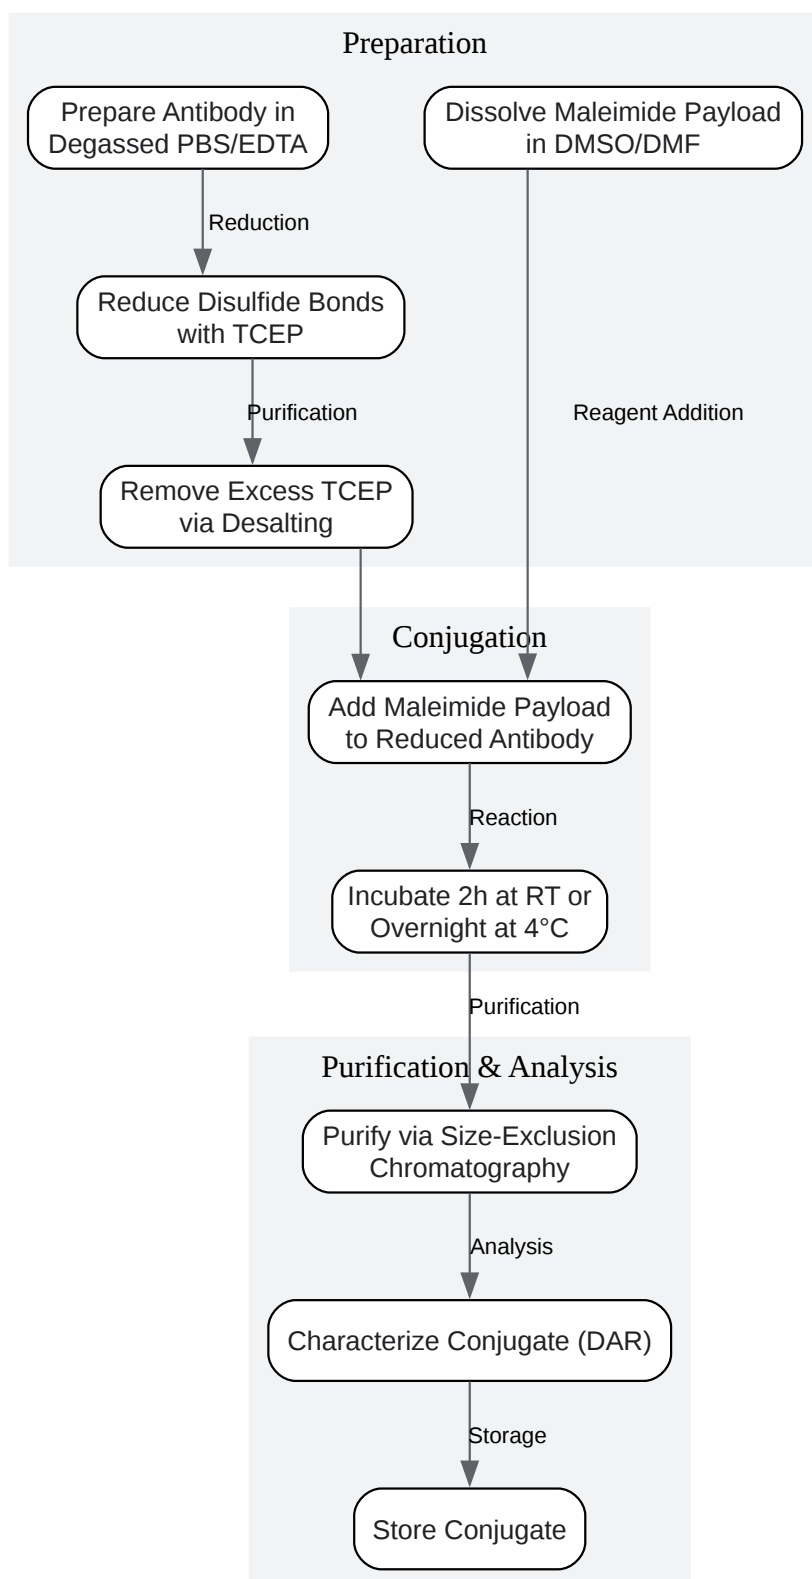 Preparation
Prepare Antibody in
Degassed PBS/EDTA
Dissolve Maleimide Payload
in DMSO/DMF
Reduction
Reduce Disulfide Bonds
with TCEP
Purification
Reagent Addition
Remove Excess TCEP
via Desalting
Conjugation
Add Maleimide Payload
to Reduced Antibody
Reaction
Incubate 2h at RT or
Overnight at 4°C
Purification
Purification & Analysis
Purify via Size-Exclusion
Chromatography
Analysis
Characterize Conjugate (DAR)
Storage
Store Conjugate